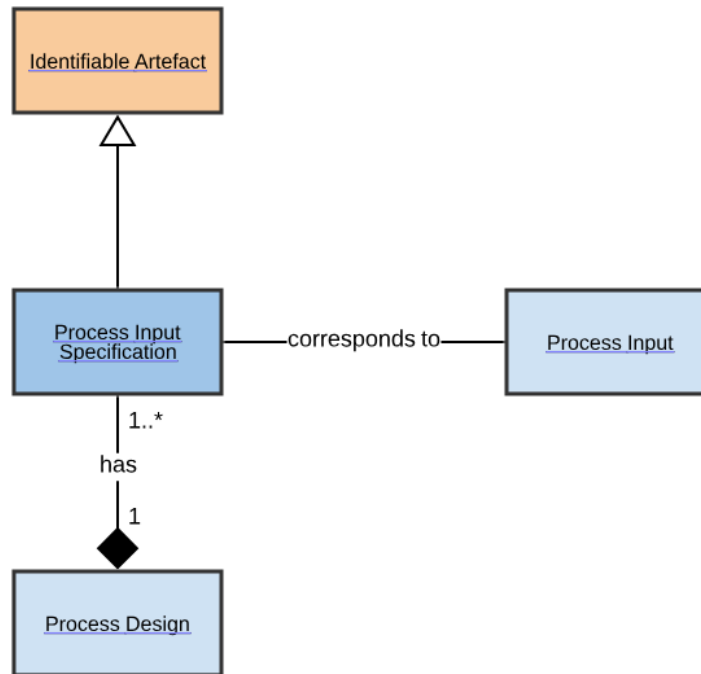 Identifiable Artefact
Process Input
Specification
corresponds to
Process Input
1..*
has
1
Process Design